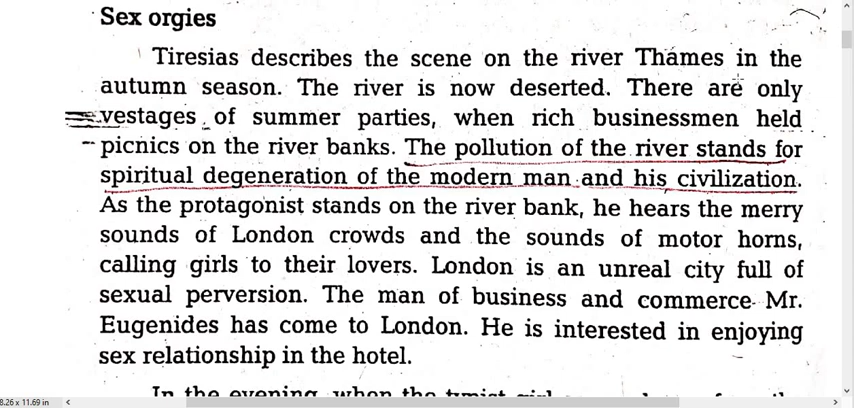 Sex orgies
Tiresias describes the scene on the river Thames in the
autumn season. The river is now deserted. There are only
vestages of summer parties, when rich businessmen held
picnics on the river banks. The pollution of the river stands for
spiritual degeneration of the modern man and his civilization.
As the protagonist stands on the river bank, he hears the merry
sounds of London crowds and the sounds of motor horns,
calling girls to their lovers. London is an unreal city full of
sexual perversion. The man of business and commerce Mr.
Eugenides has come to London. He is interested in enjoying
sex relationship in the hotel.
In the evening when the typist girl
8.26 x 11.69 in